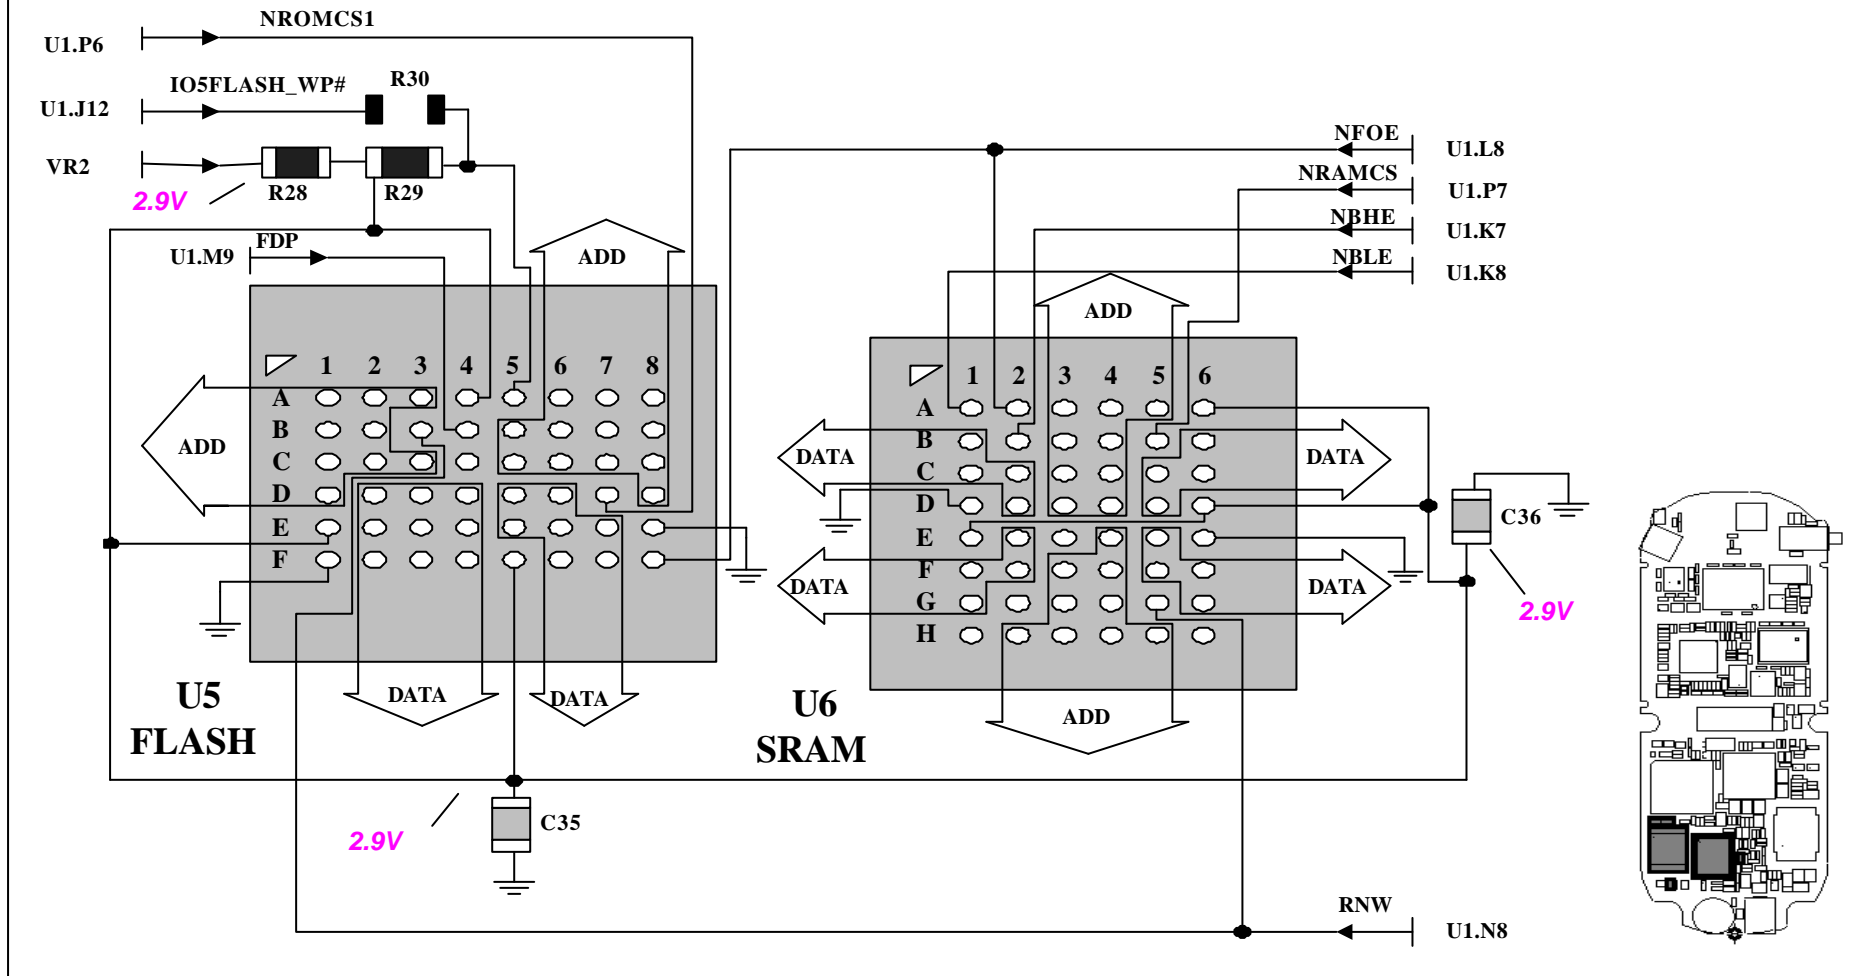 NROMCS1
U1.P6
IO5FLASH_WP#
R30
U1.J12
VR2
R28
R29
2.9V
FDP
U1.M9
ADD
NFOE
U1.L8
NRAMCS
U1.P7
NBHE
U1.K7
NBLE
U1.K8
ADD
1 2 3 4 5 6 7 8
A
B
C
D
E
F
ADD
1 2 3 4 5 6
A
B
C
D
E
F
G
H
DATA
DATA
DATA
DATA
C36
2.9V
U5
FLASH
DATA
DATA
U6
SRAM
ADD
2.9V
C35
RNW
U1.N8